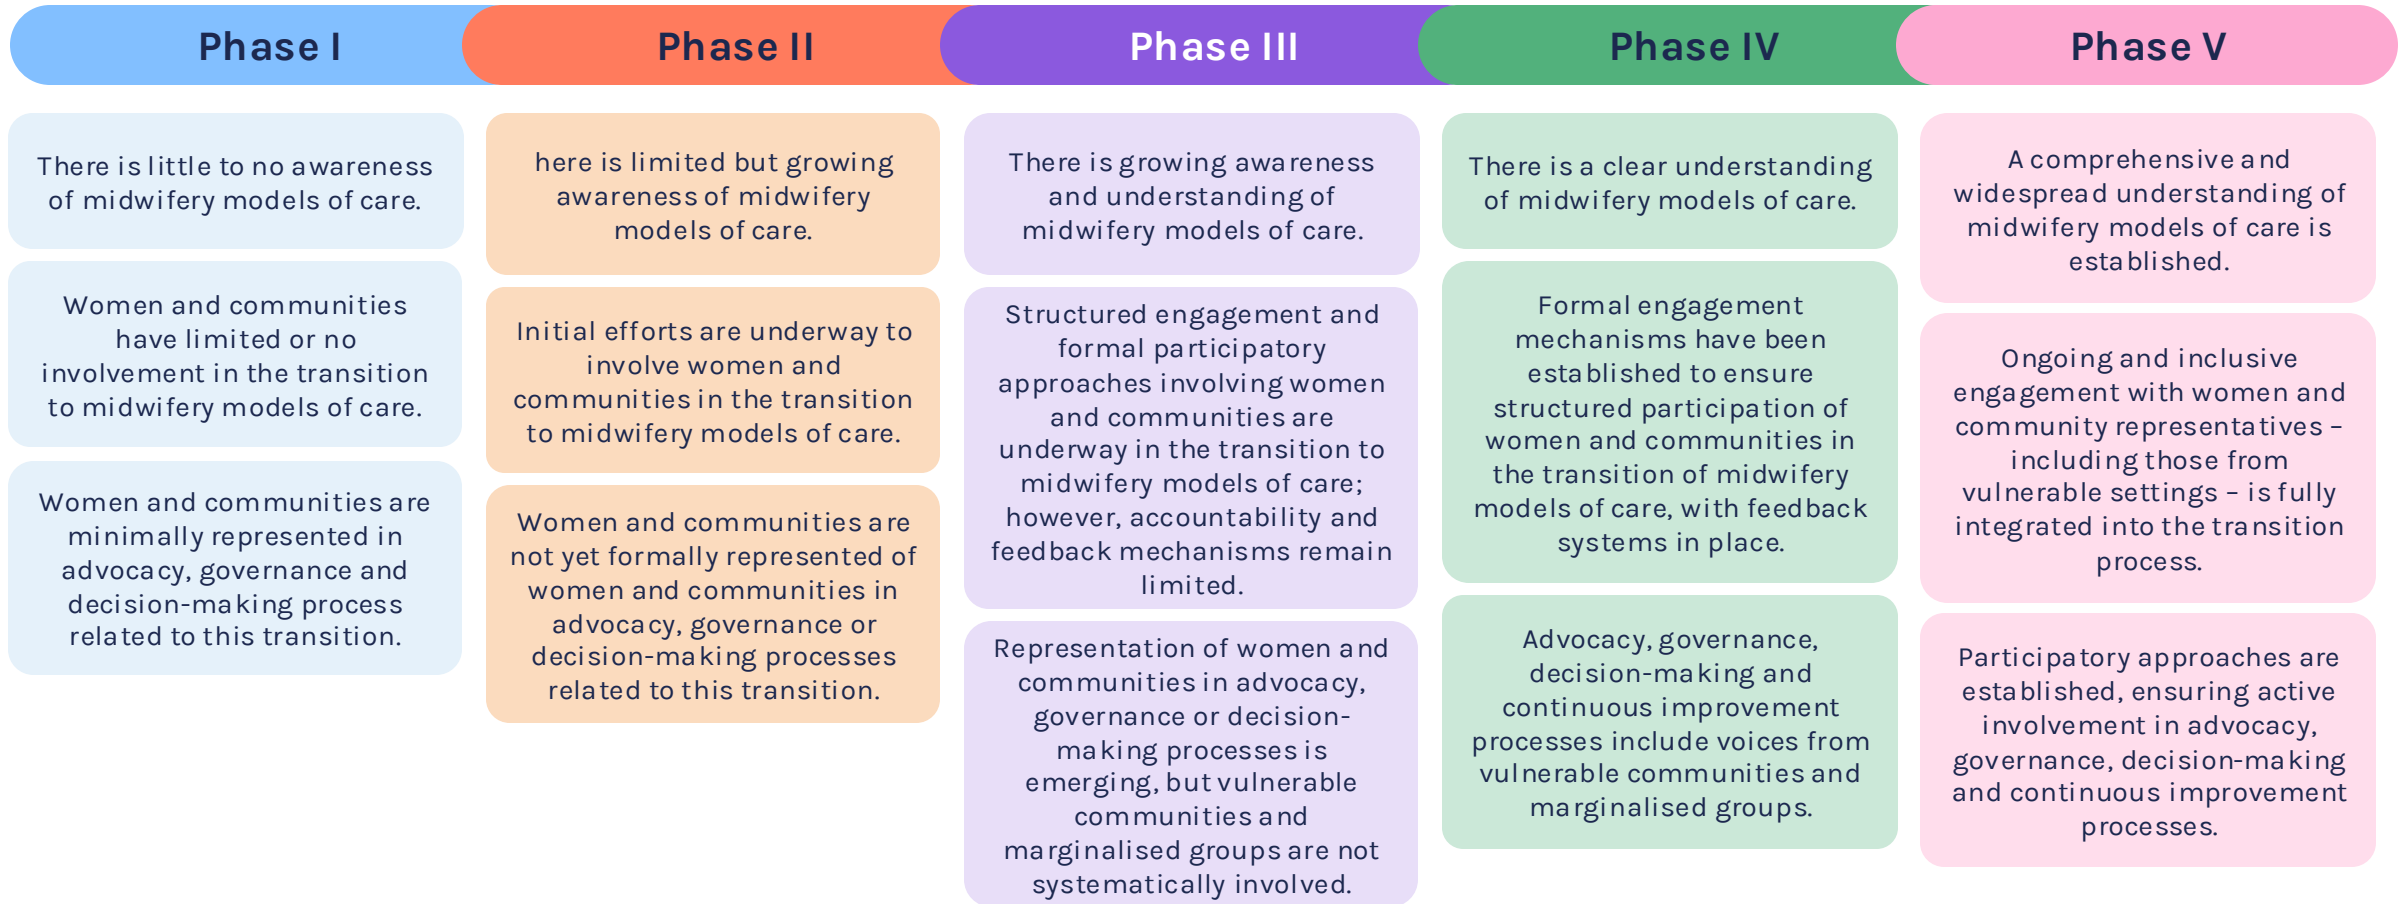 Phase I
Phase II
Phase III
Phase IV
Phase V
There is little to no awareness
of midwifery models of care.
Women and communities
have limited or no
involvement in the transition
to midwifery models of care.
Women and communities are
minimally represented in
advocacy, governance and
decision-making process
related to this transition.
here is limited but growing
awareness of midwifery
models of care.
Initial efforts are underway to
involve women and
communities in the transition
to midwifery models of care.
Women and communities are
not yet formally represented of
women and communities in
advocacy, governance or
decision-making processes
related to this transition.
There is growing awareness
and understanding of
midwifery models of care.
Structured engagement and
formal participatory
approaches involving women
and communities are
underway in the transition to
midwifery models of care;
however, accountability and
feedback mechanisms remain
limited.
Representation of women and
communities in advocacy,
governance or decision-
making processes is
emerging, but vulnerable
communities and
marginalised groups are not
systematically involved.
There is a clear understanding
of midwifery models of care.
Formal engagement
mechanisms have been
established to ensure
structured participation of
women and communities in
the transition of midwifery
models of care, with feedback
systems in place.
Advocacy, governance,
decision-making and
continuous improvement
processes include voices from
vulnerable communities and
marginalised groups.
A comprehensive and
widespread understanding of
midwifery models of care is
established.
Ongoing and inclusive
engagement with women and
community representatives –
including those from
vulnerable settings – is fully
integrated into the transition
process.
Participatory approaches are
established, ensuring active
involvement in advocacy,
governance, decision-making
and continuous improvement
processes.